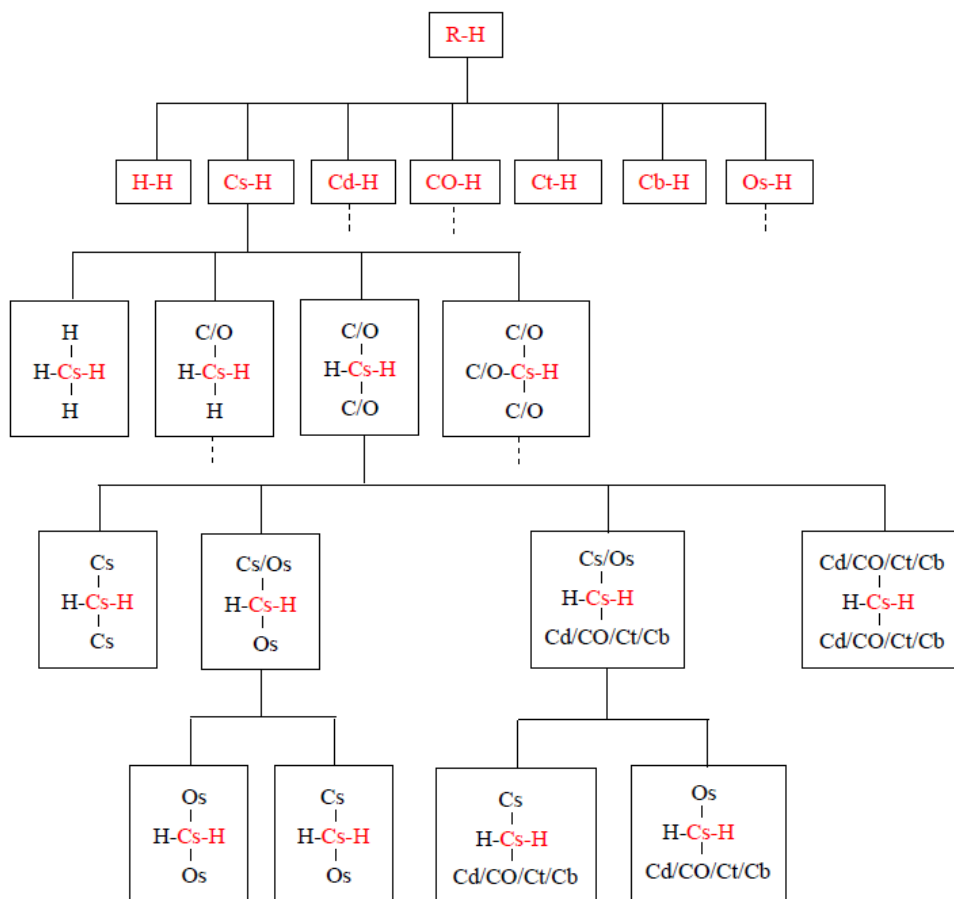 R-H
H-H Cs-H Cd-H CO-H Ct-H Cb-H Os-H
H
H-Cs-H
H
C/O
H-Cs-H
H
C/O
H-Cs-H
C/O
C/O
C/O-Cs-H
C/O
Cs
H-Cs-H
Cs
Cs/Os
H-Cs-H
Os
Cs/Os
H-Cs-H
Cd/CO/Ct/Cb
Cd/CO/Ct/Cb
H-Cs-H
Cd/CO/Ct/Cb
Os
H-Cs-H
Os
Cs
H-Cs-H
Os
Cs
H-Cs-H
Cd/CO/Ct/Cb
Os
H-Cs-H
Cd/CO/Ct/Cb